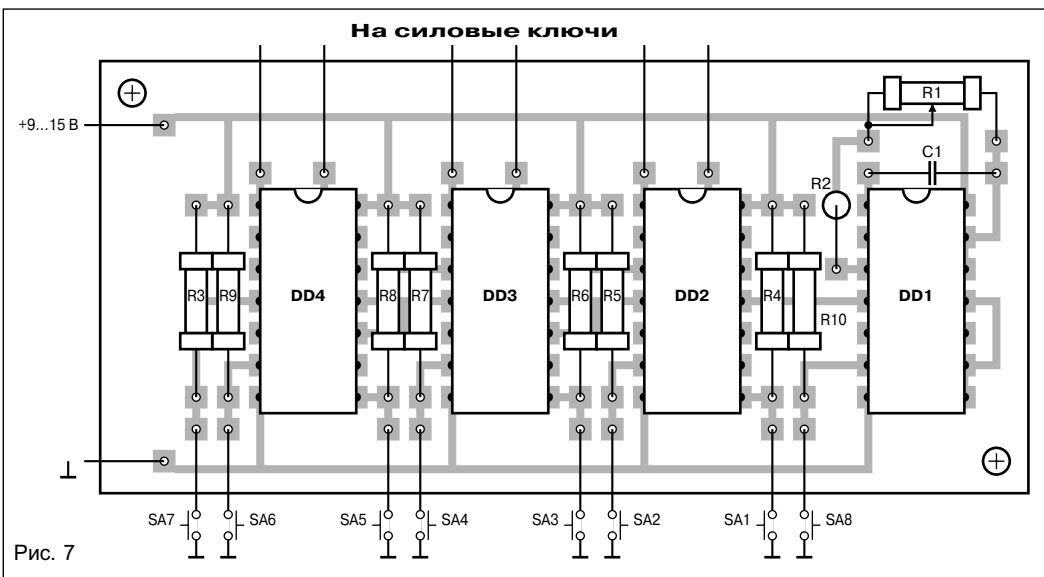 На силовые ключи
R1
+9...15 В
C1
R2
R3 R9 DD4 R8 R7 DD3 R6 R5 DD2 R4 DD1
R10
SA7 SA6 SA5 SA4 SA3 SA2 SA1 SA8
Рис. 7